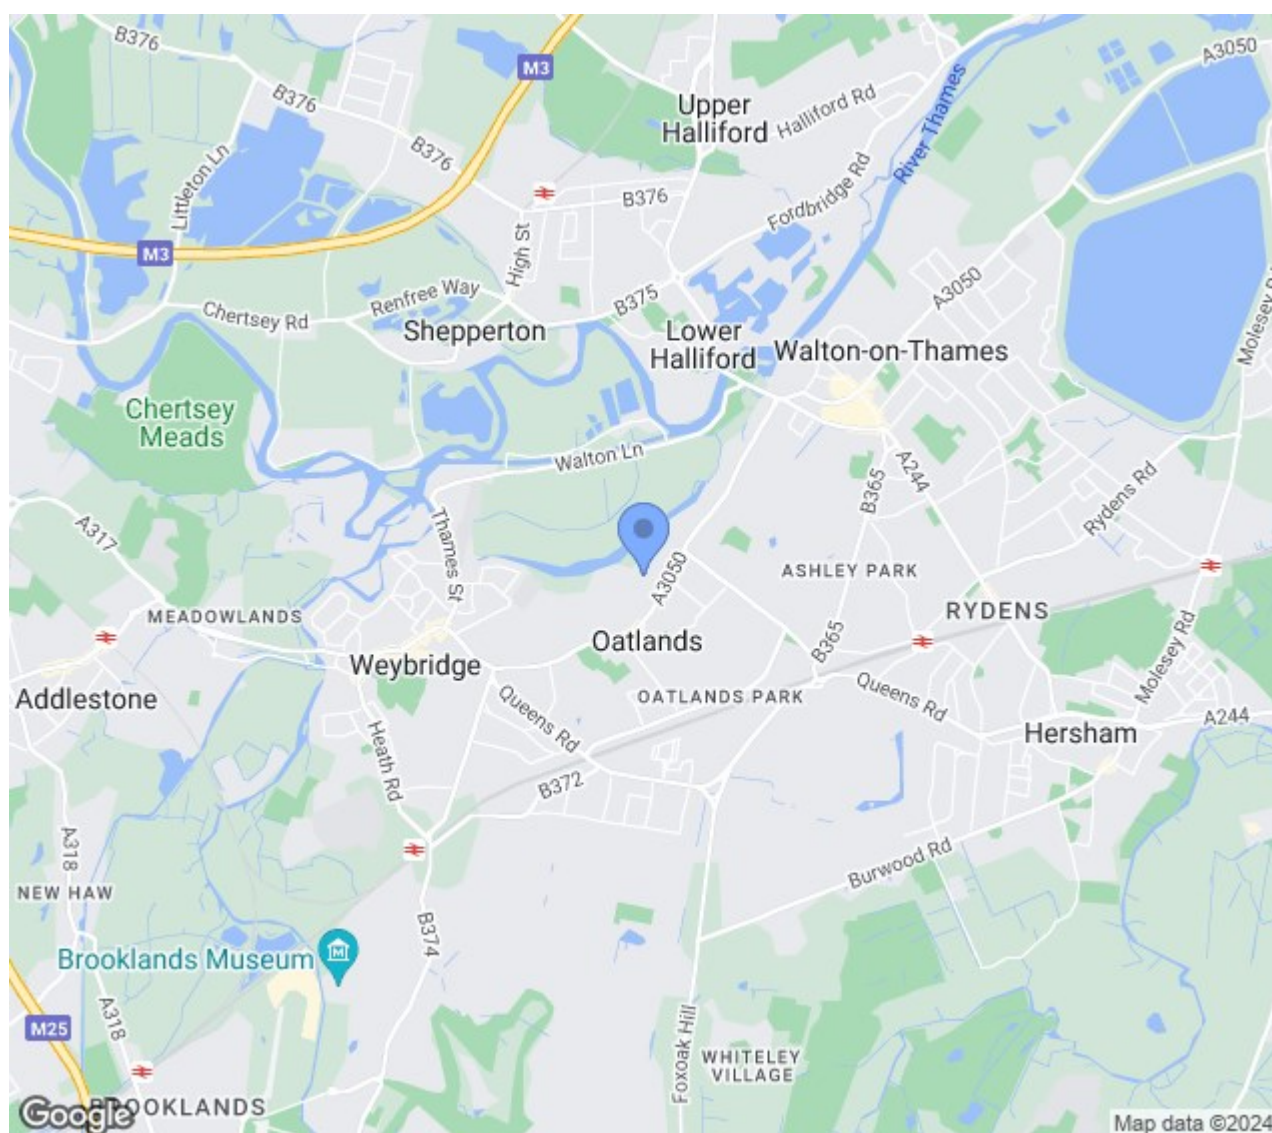 B376
M3
A3050
B376
Upper
Halliford
Halliford Rd
River Thames
B376
Littleton Ln
B376
Fordbridge Rd
M3
High St
Renfree Way
B375
A3050
Chertsey Rd
Shepperton
Lower
Halliford
Walton-on-Thames
Chertsey
Meads
Walton Ln
A244
B365
Rydens Rd
A317
Thames St
A3050
ASHLEY PARK
MEADOWLANDS
RYDENS
Oatlands
B365
Weybridge
Molesey Rd
Addlestone
Queens Rd
OATLANDS PARK
Queens Rd
A244
Hersham
Heath Rd
B372
A318
Burwood Rd
NEW HAW
B374
Brooklands Museum
M25
A318
Foxoak Hill
WHITELEY
VILLAGE
BROOKLANDS
Google
Map data ©2024